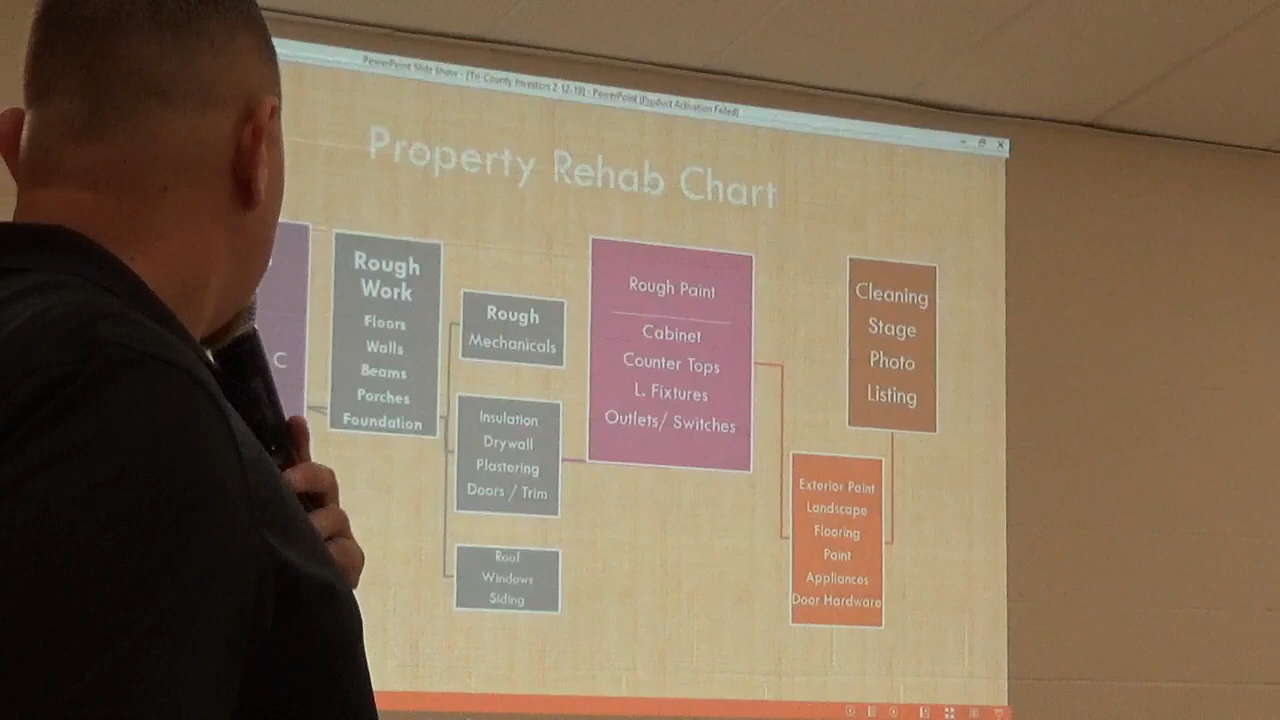 PowerPoint Slide Show - [Tri-County Investors 2-12-19] - PowerPoint (Product Activation Failed)
Property Rehab Chart
C
Rough
Work
Floors
Walls
Beams
Porches
Foundation
Rough
Mechanicals
Insulation
Drywall
Plastering
Doors / Trim
Roof
Windows
Siding
Rough Paint
Cabinet
Counter Tops
L. Fixtures
Outlets/ Switches
Exterior Paint
Landscape
Flooring
Paint
Appliances
Door Hardware
Cleaning
Stage
Photo
Listing